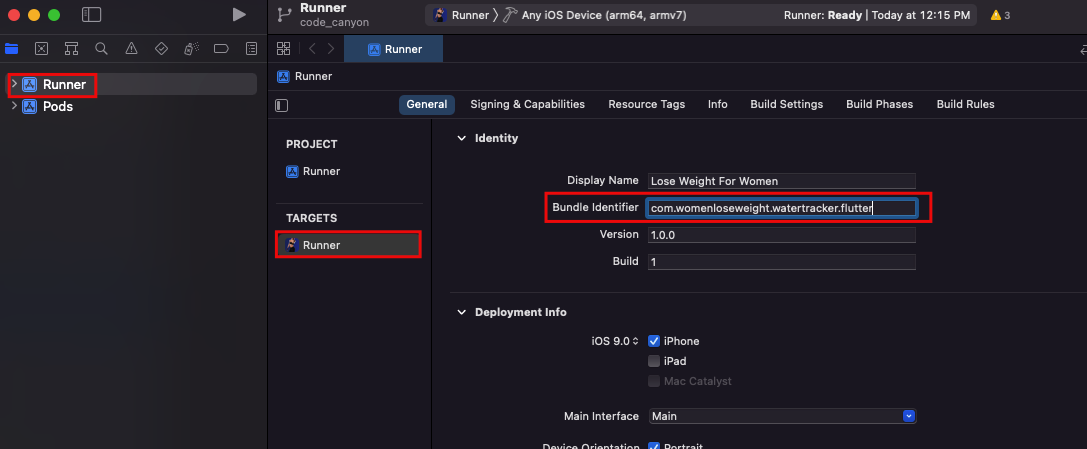 Runner
code_canyon
Runner
Any iOS Device (arm64, armv7)
Runner: Ready | Today at 12:15 PM
3
Runner
Runner
Runner
Pods
General
Signing & Capabilities
Resource Tags
Info
Build Settings
Build Phases
Build Rules
PROJECT
Runner
TARGETS
Runner
Identity
Display Name
Lose Weight For Women
Bundle Identifier
com.womenloseweight.watertracker.flutter
Version
1.0.0
Build
1
Deployment Info
iOS 9.0
iPhone
iPad
Mac Catalyst
Main Interface
Main
Device Orientation
Portrait